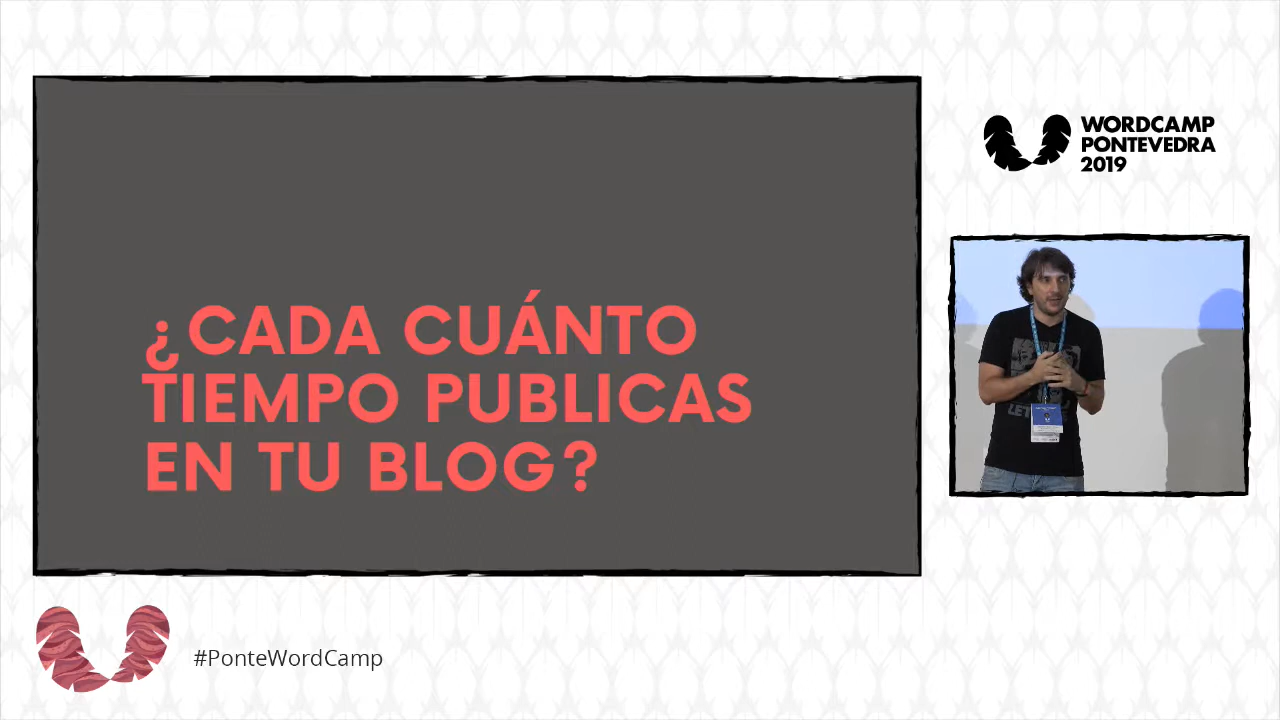 ¿CADA CUÁNTO
TIEMPO PUBLICAS
EN TU BLOG?
WORDCAMP
PONTEVEDRA
2019
#PonteWordCamp